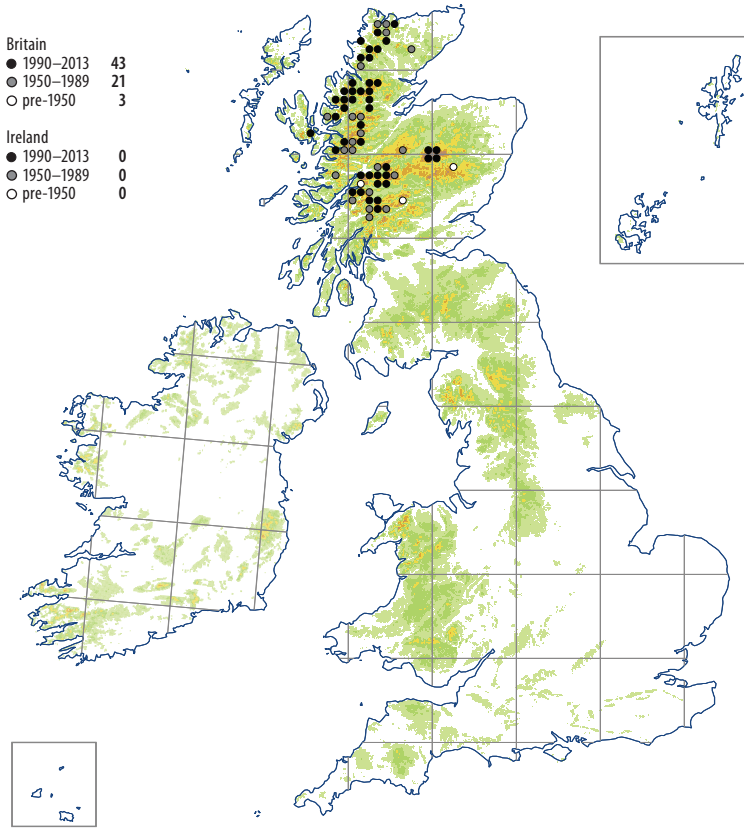 Britain
● 1990–2013 43
● 1950–1989 21
○ pre-1950 3
Ireland
● 1990–2013 0
● 1950–1989 0
○ pre-1950 0